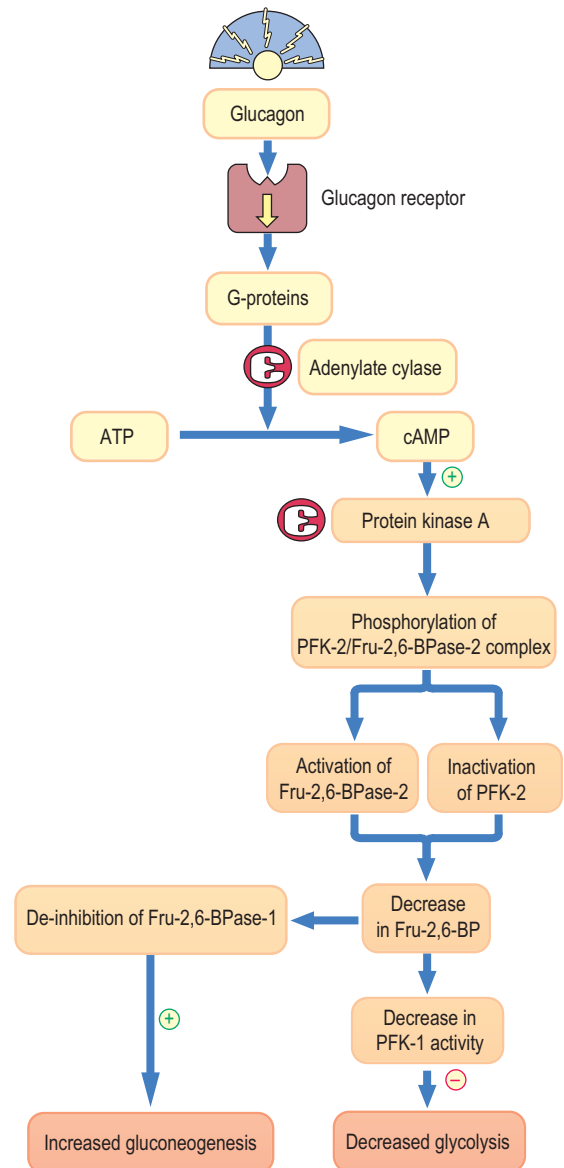 Glucagon
Glucagon receptor
G-proteins
Adenylate cylase
ATP
cAMP
+
Protein kinase A
Phosphorylation of
PFK-2/Fru-2,6-BPase-2 complex
Activation of
Fru-2,6-BPase-2
Inactivation
of PFK-2
De-inhibition of Fru-2,6-BPase-1
Decrease
in Fru-2,6-BP
+
Decrease in
PFK-1 activity
−
Increased gluconeogenesis
Decreased glycolysis